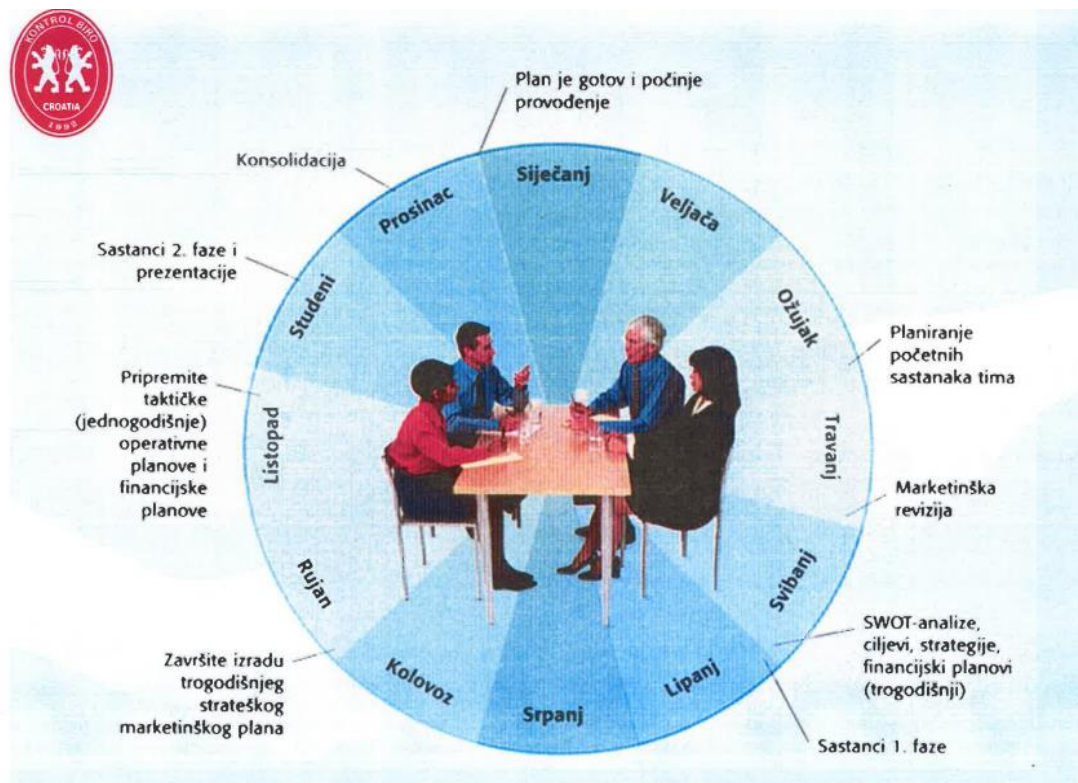 KONTROL BIRO
CROATIA
1992
Plan je gotov i počinje
provođenje
Konsolidacija
Siječanj
Prosinac
Veljača
Sastanci 2. faze i
prezentacije
Studeni
Ožujak
Planiranje
početnih
sastanaka tima
Pripremite
taktičke
(jednogodišnje)
operativne
planove i
financijske
planove
Listopad
Travanj
Marketinška
revizija
Rujan
Svibanj
SWOT-analize,
ciljevi, strategije,
financijski planovi
(trogodišnji)
Završite izradu
trogodišnjeg
strateškog
marketinškog plana
Kolovoz
Lipanj
Srpanj
Sastanci 1. faze